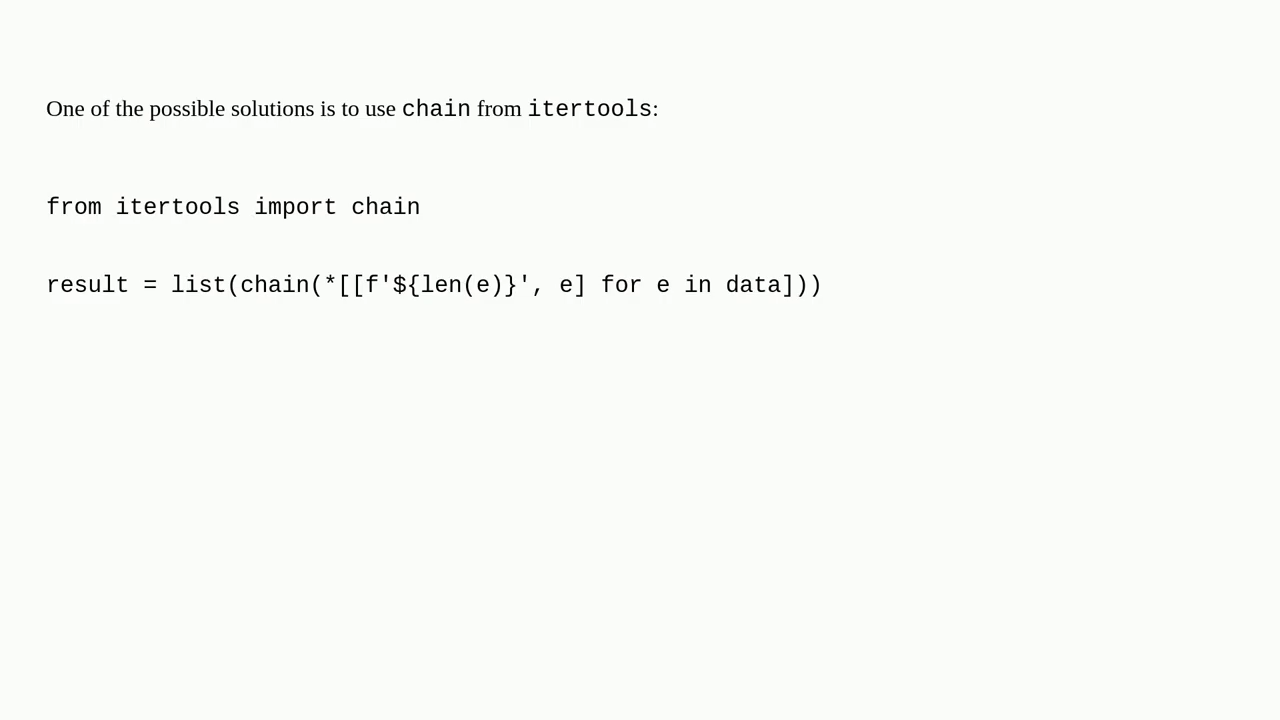 One of the possible solutions is to use chain from itertools:
from itertools import chain
result = list(chain(*[[f'${len(e)}', e] for e in data]))